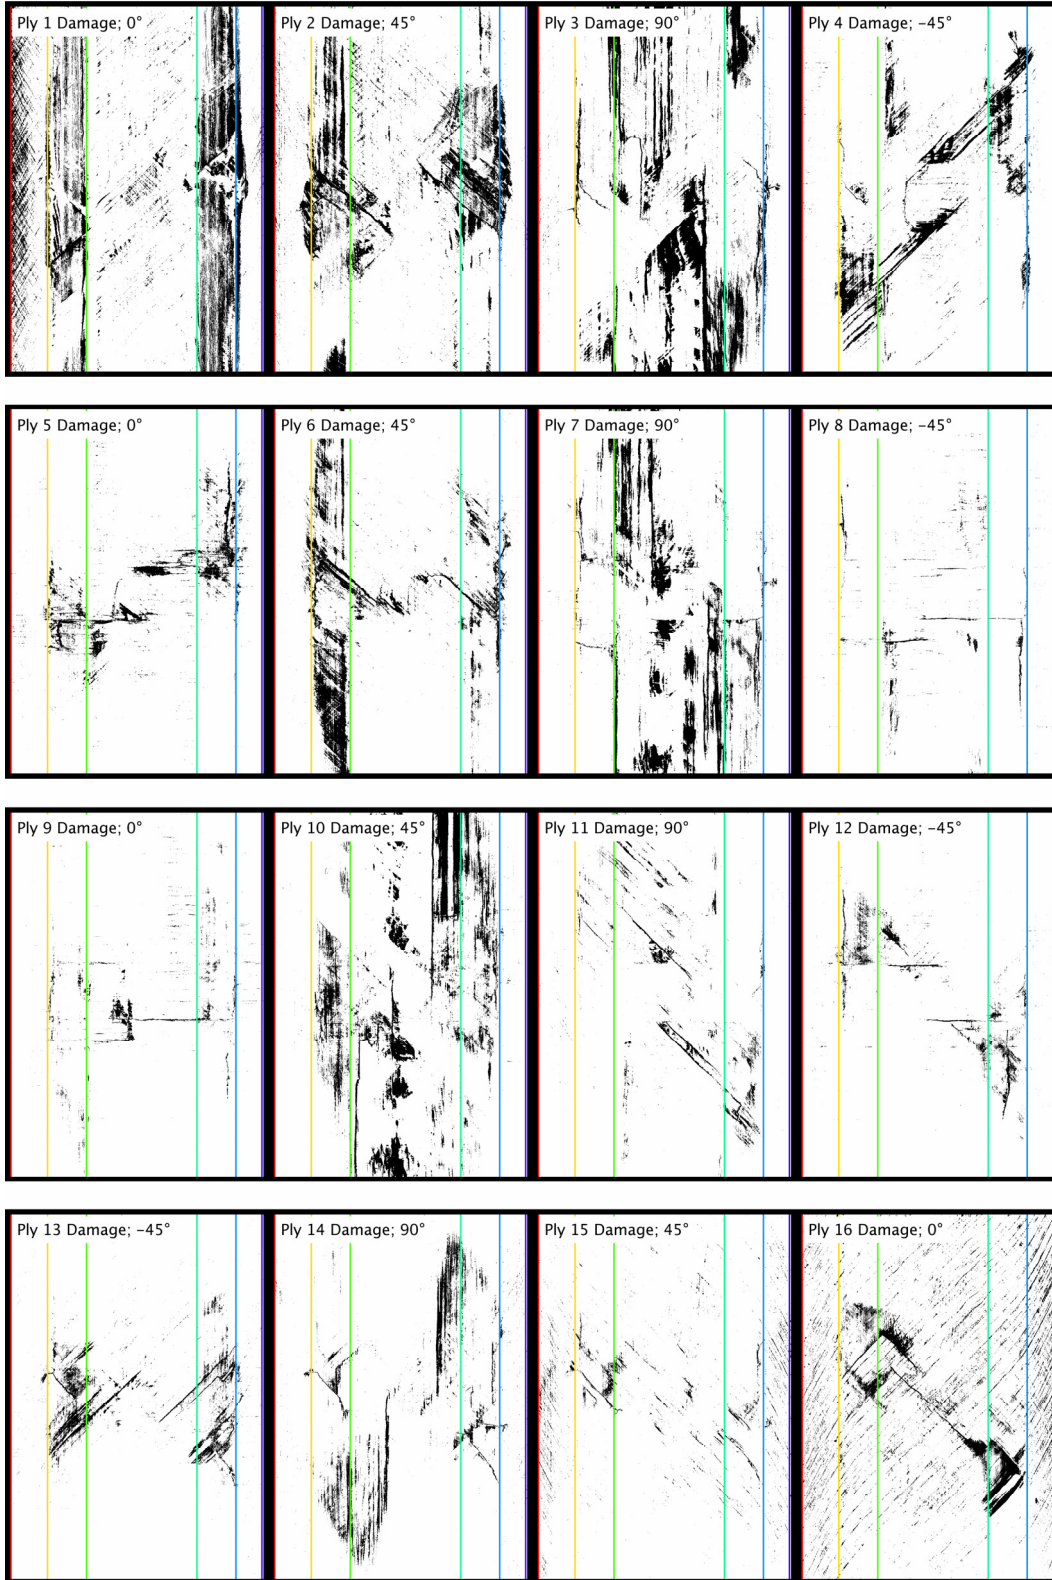 Ply 1 Damage; 0°
Ply 2 Damage; 45°
Ply 3 Damage; 90°
Ply 4 Damage; −45°
Ply 5 Damage; 0°
Ply 6 Damage; 45°
Ply 7 Damage; 90°
Ply 8 Damage; −45°
Ply 9 Damage; 0°
Ply 10 Damage; 45°
Ply 11 Damage; 90°
Ply 12 Damage; −45°
Ply 13 Damage; −45°
Ply 14 Damage; 90°
Ply 15 Damage; 45°
Ply 16 Damage; 0°